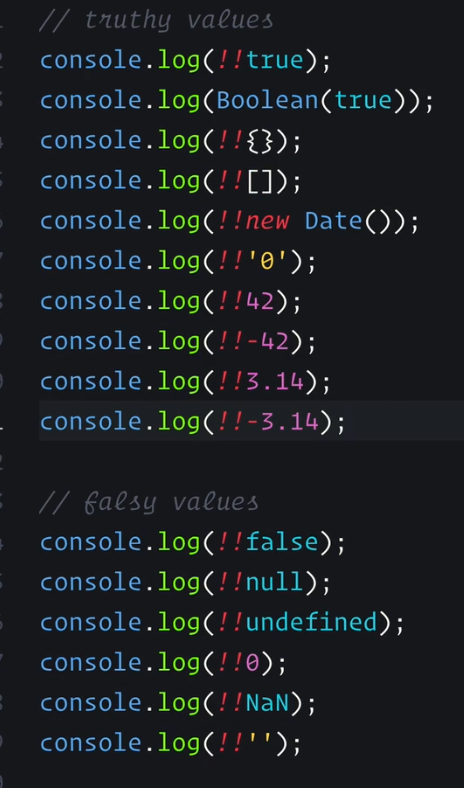 // truthy values
console.log(!!true);
console.log(Boolean(true));
console.log(!!{});
console.log(!![]);
console.log(!!new Date());
console.log(!!'0');
console.log(!!42);
console.log(!!-42);
console.log(!!3.14);
console.log(!!-3.14);

// falsy values
console.log(!!false);
console.log(!!null);
console.log(!!undefined);
console.log(!!0);
console.log(!!NaN);
console.log(!!'');